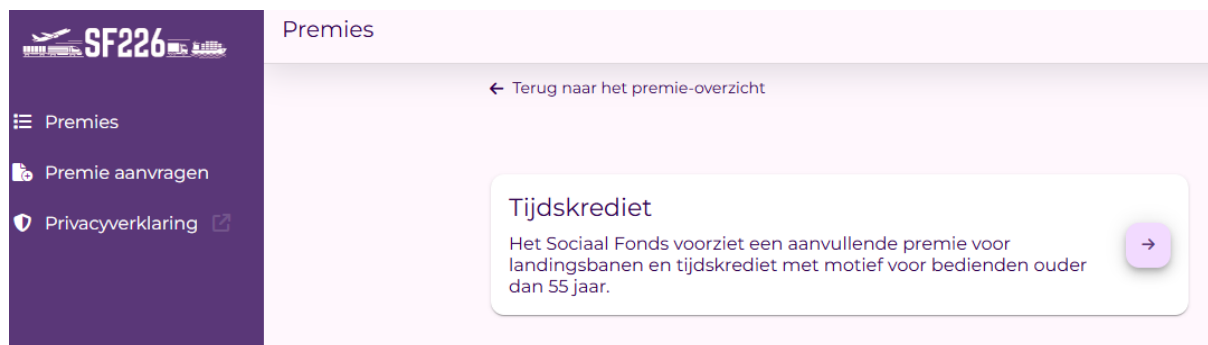 SF226
Premies
Premie aanvragen
Privacyverklaring
Premies
Terug naar het premie-overzicht
Tijdskrediet
Het Sociaal Fonds voorziet een aanvullende premie voor
landingsbanen en tijdskrediet met motief voor bedienden ouder
dan 55 jaar.